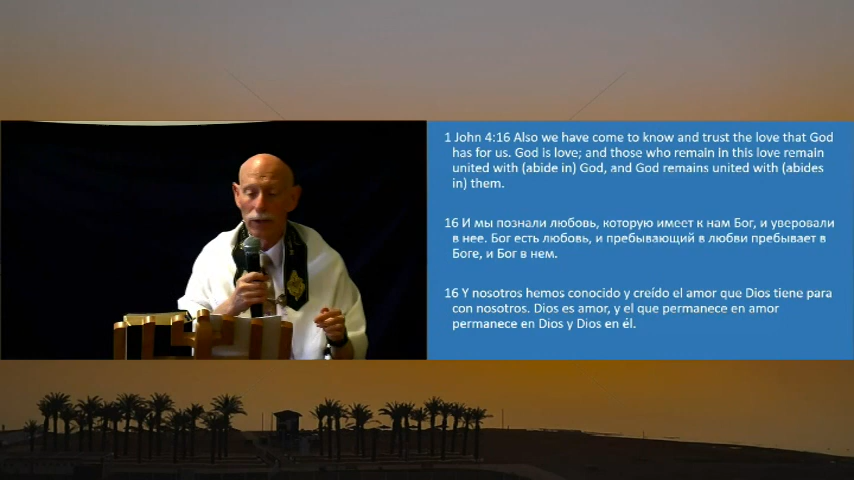 1 John 4:16 Also we have come to know and trust the love that God
has for us. God is love; and those who remain in this love remain
united with (abide in) God, and God remains united with (abides
in) them.
16 И мы познали любовь, которую имеет к нам Бог, и уверовали
в нее. Бог есть любовь, и пребывающий в любви пребывает в
Боге, и Бог в нем.
16 Y nosotros hemos conocido y creído el amor que Dios tiene para
con nosotros. Dios es amor, y el que permanece en amor
permanece en Dios y Dios en él.